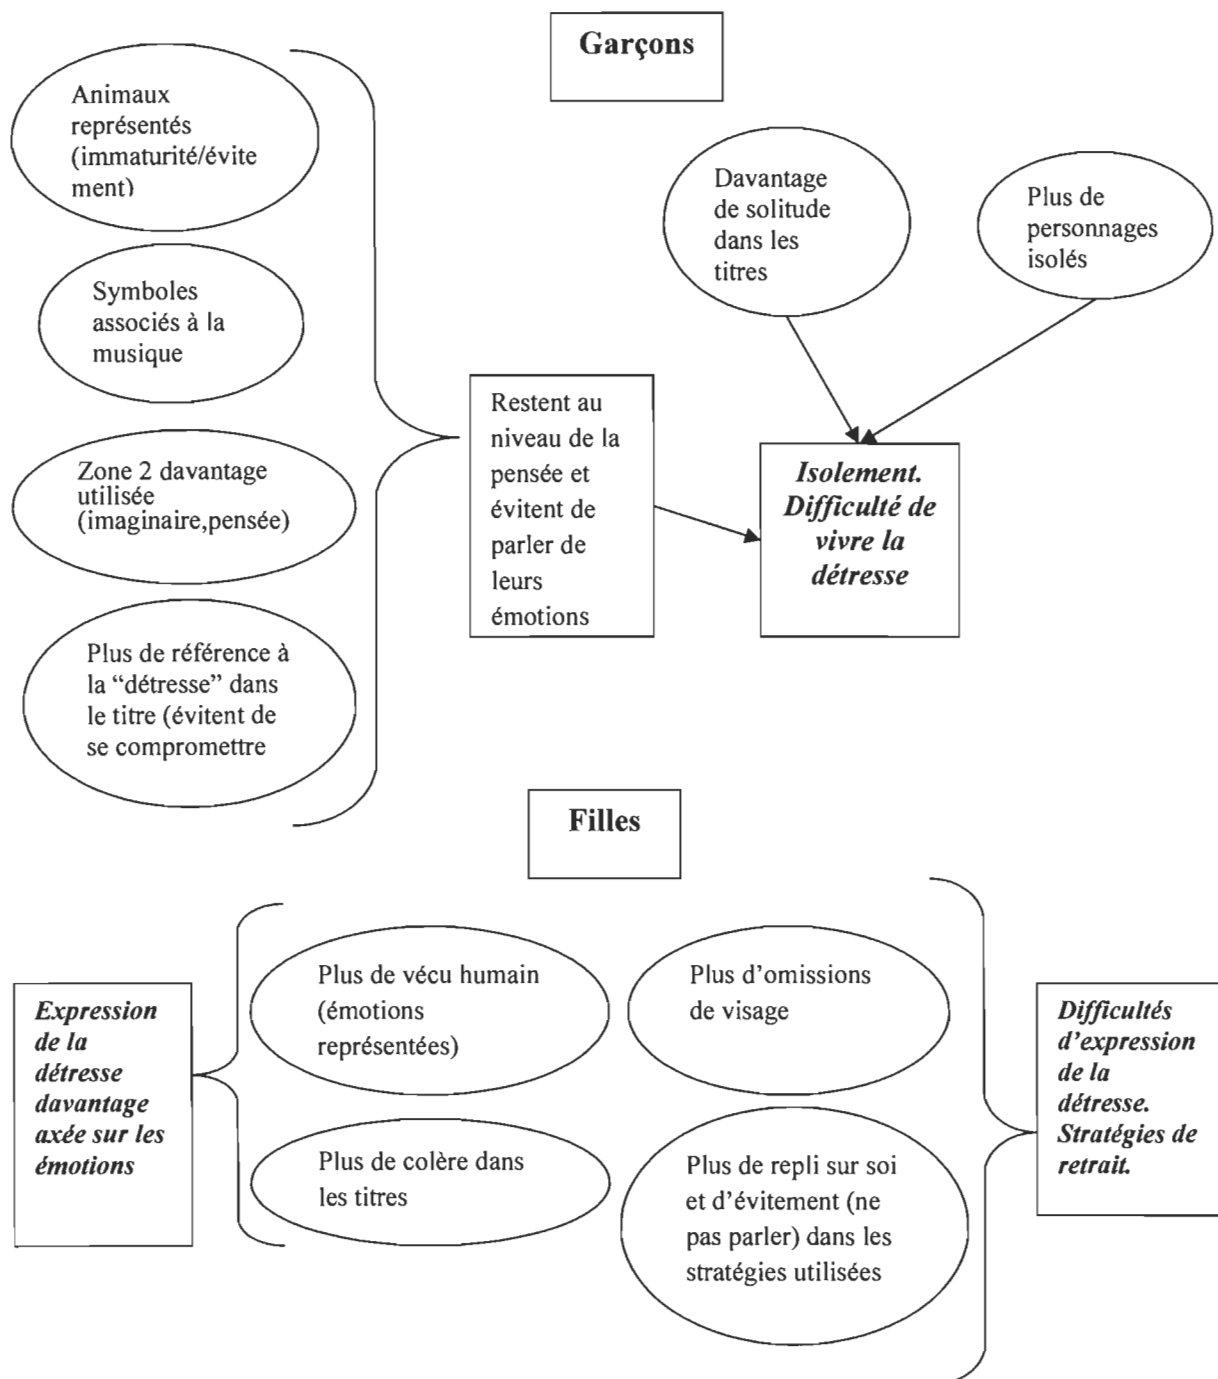 Garçons
Animaux
représentés
(immaturité/évite
ment)
Symboles
associés à la
musique
Zone 2 davantage
utilisée
(imaginaire,pensée)
Plus de référence à
la “détresse” dans
le titre (évitent de
se compromettre
Restent au
niveau de la
pensée et
évitent de
parler de
leurs
émotions
Davantage
de solitude
dans les
titres
Plus de
personnages
isolés
Isolement.
Difficulté de
vivre la
détresse
Filles
Expression
de la
détresse
davantage
axée sur les
émotions
Plus de vécu humain
(émotions
représentées)
Plus de colère dans
les titres
Plus d’omissions
de visage
Plus de repli sur soi
et d’évitement (ne
pas parler) dans les
stratégies utilisées
Difficultés
d’expression
de la
détresse.
Stratégies de
retrait.